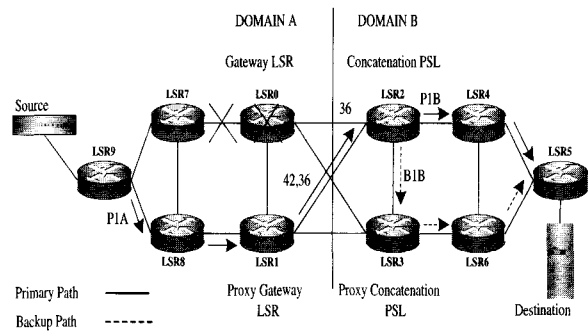 DOMAIN A
DOMAIN B
Gateway LSR
Concatenation PSL
LSR7
LSR0
LSR2
LSR4
Source
36
P1B
LSR9
LSR5
42,36
B1B
P1A
LSR8
LSR1
LSR3
LSR6
Primary Path
Proxy Gateway
LSR
Proxy Concatenation
PSL
Destination
Backup Path